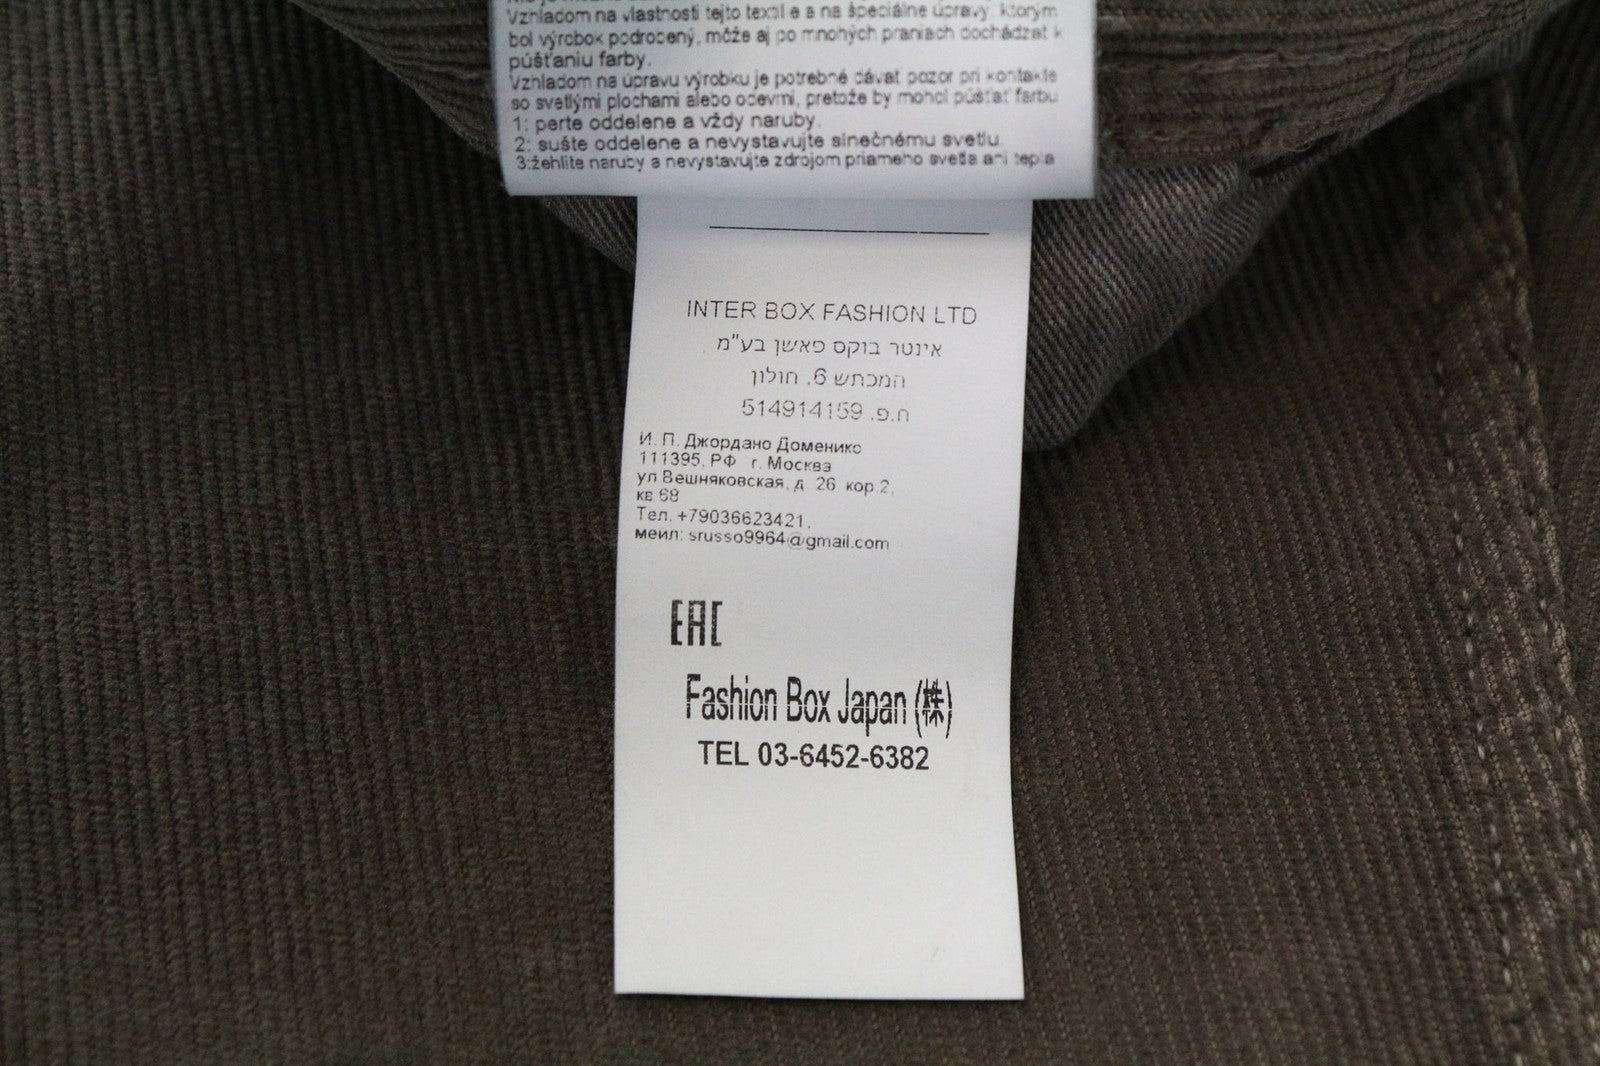 Vzhladom na vlastnosti tejto textil e a na špeciálne úpravy, ktorým
bol výrobok podrobený, môže aj po mnohých praniach dochádzať k
púšťaniu farby.
Vzhladom na úpravu výrobku je potrebné dávať pozor pri kontakte
so svetlými plochami alebo odevmi, pretože by mohol púšťať farbu
1: perte oddelene a vždy naruby.
2: sušte oddelene a nevystavujte slnečnému svetlu
3:žehlite naruby a nevystavujte zdrojom priameho svetla ani tepla
INTER BOX FASHION LTD
אינטר בוקס פאשן בע"מ
המכתש 6, חולון
ח.פ. 514914159
И. П. Джордано Доменико
111395, РФ г. Москва
ул Вешняковская, д 26 кор.2,
кв 68
Тел. +79036623421,
меил: srusso9964@gmail.com
EAC
Fashion Box Japan (株)
TEL 03-6452-6382